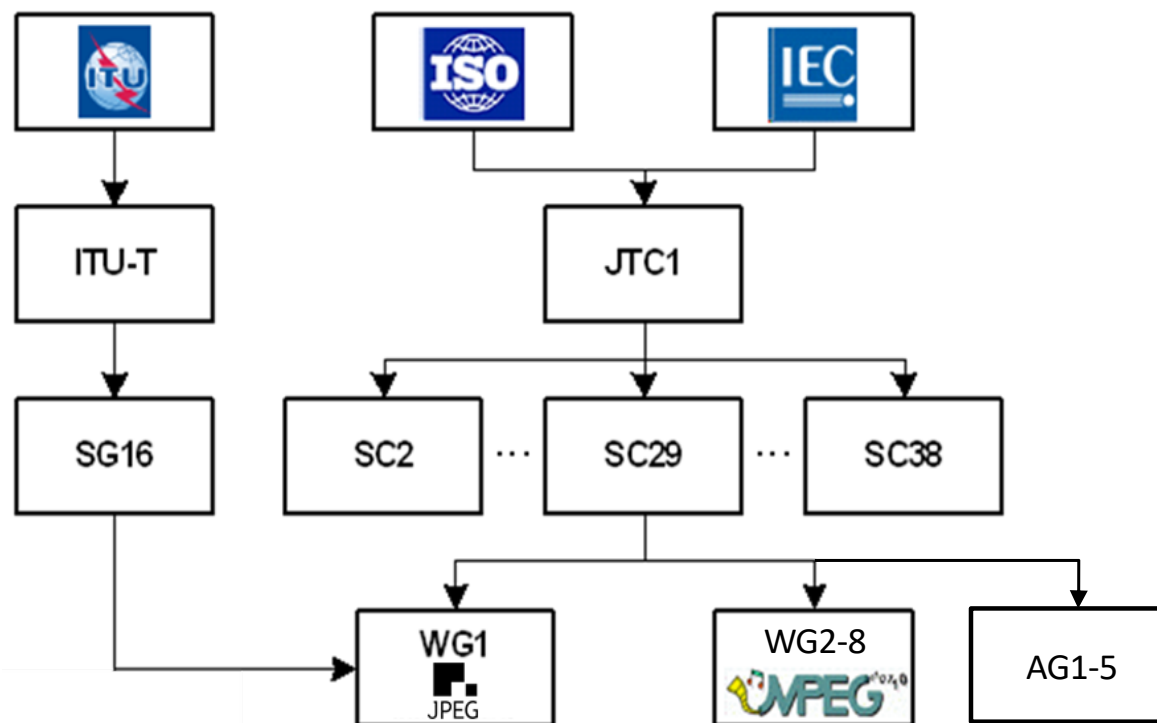 ITU
ISO
IEC
ITU-T
JTC1
SG16
SC2
...
SC29
...
SC38
WG1
JPEG
WG2-8
MPEG
AG1-5